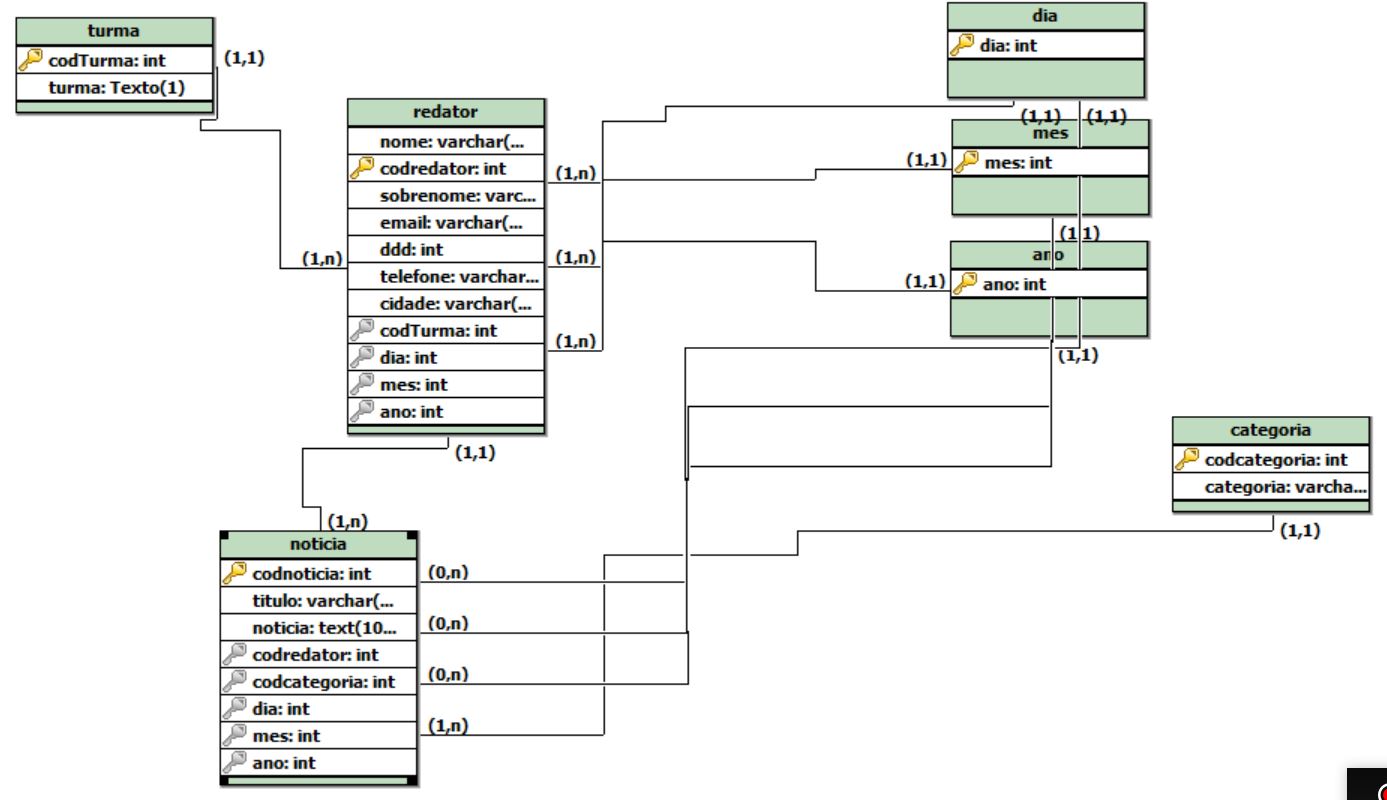 turma
codTurma: int
turma: Texto(1)
(1,1)
redator
nome: varchar(...
codredator: int
sobrenome: varc...
email: varchar(...
ddd: int
telefone: varchar...
cidade: varchar(...
codTurma: int
dia: int
mes: int
ano: int
(1,n)
(1,n)
(1,n)
(1,n)
(1,1)
dia
dia: int
(1,1)
(1,1)
mes
mes: int
(1,1)
(1,1)
ano
ano: int
(1,1)
(1,1)
categoria
codcategoria: int
categoria: varcha...
(1,1)
(1,n)
noticia
codnoticia: int
titulo: varchar(...
noticia: text(10...
codredator: int
codcategoria: int
dia: int
mes: int
ano: int
(0,n)
(0,n)
(0,n)
(1,n)